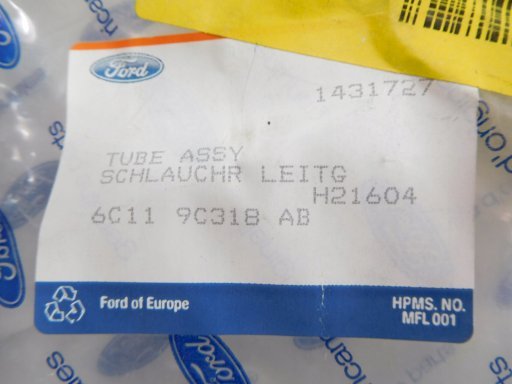 Ford
1431727
TUBE ASSY
SCHLAUCHR LEITG
H21604
6C11 9C318 AB
Ford of Europe
HPMS. NO.
MFL 001